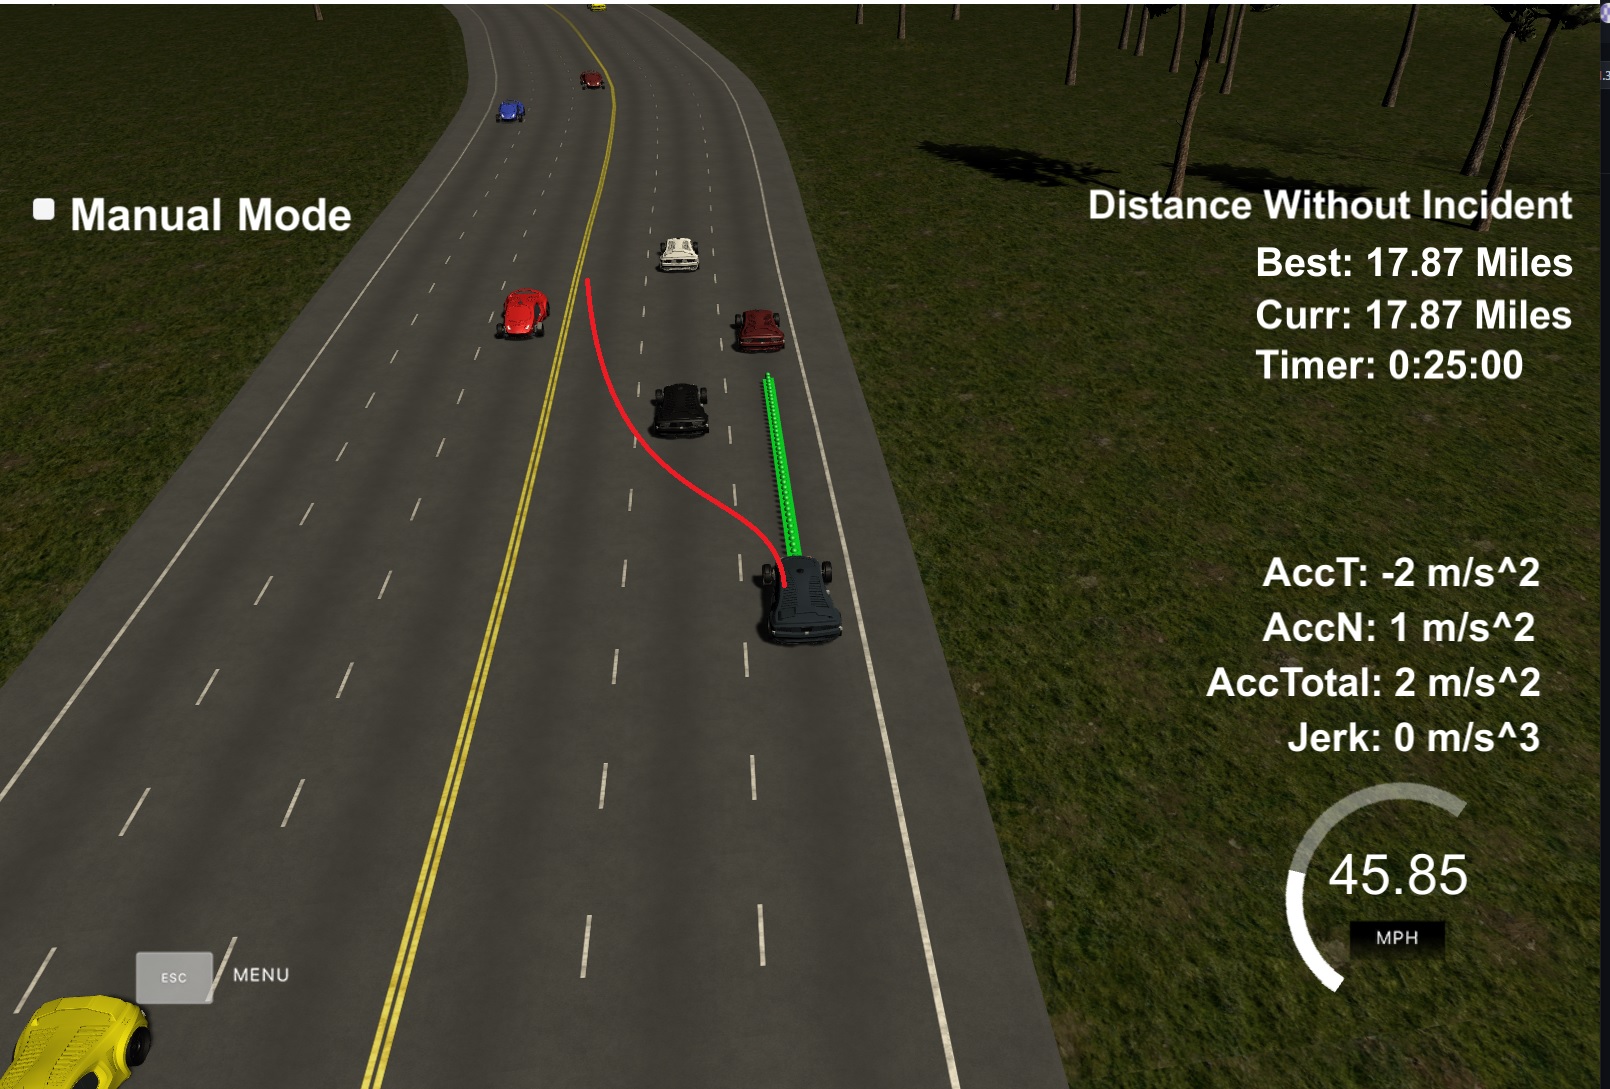 Manual Mode
Distance Without Incident
Best: 17.87 Miles
Curr: 17.87 Miles
Timer: 0:25:00
AccT: -2 m/s^2
AccN: 1 m/s^2
AccTotal: 2 m/s^2
Jerk: 0 m/s^3
45.85
MPH
ESC MENU